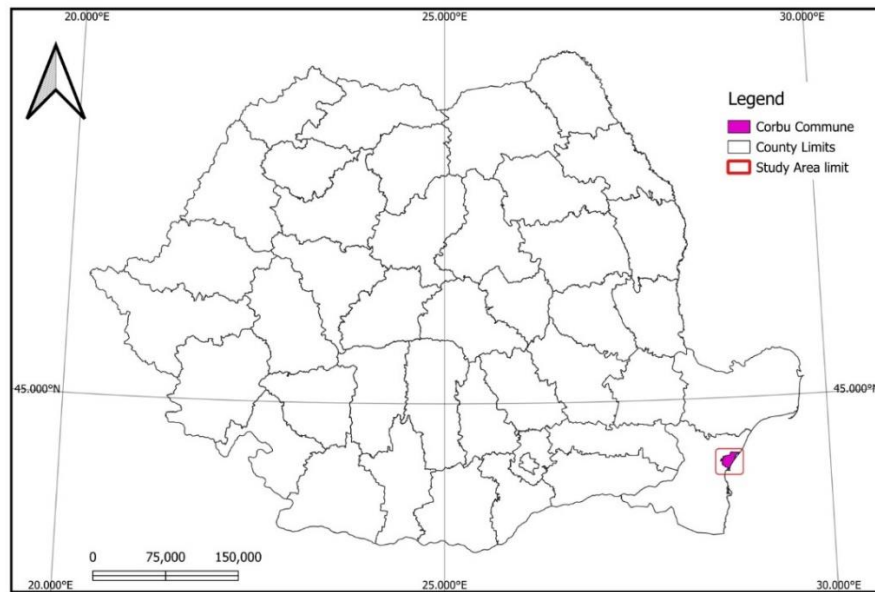 20.000°E 25.000°E 30.000°E
Legend
Corbu Commune
County Limits
Study Area limit
45.000°N 45.000°N
0 75,000 150,000
20.000°E 25.000°E 30.000°E